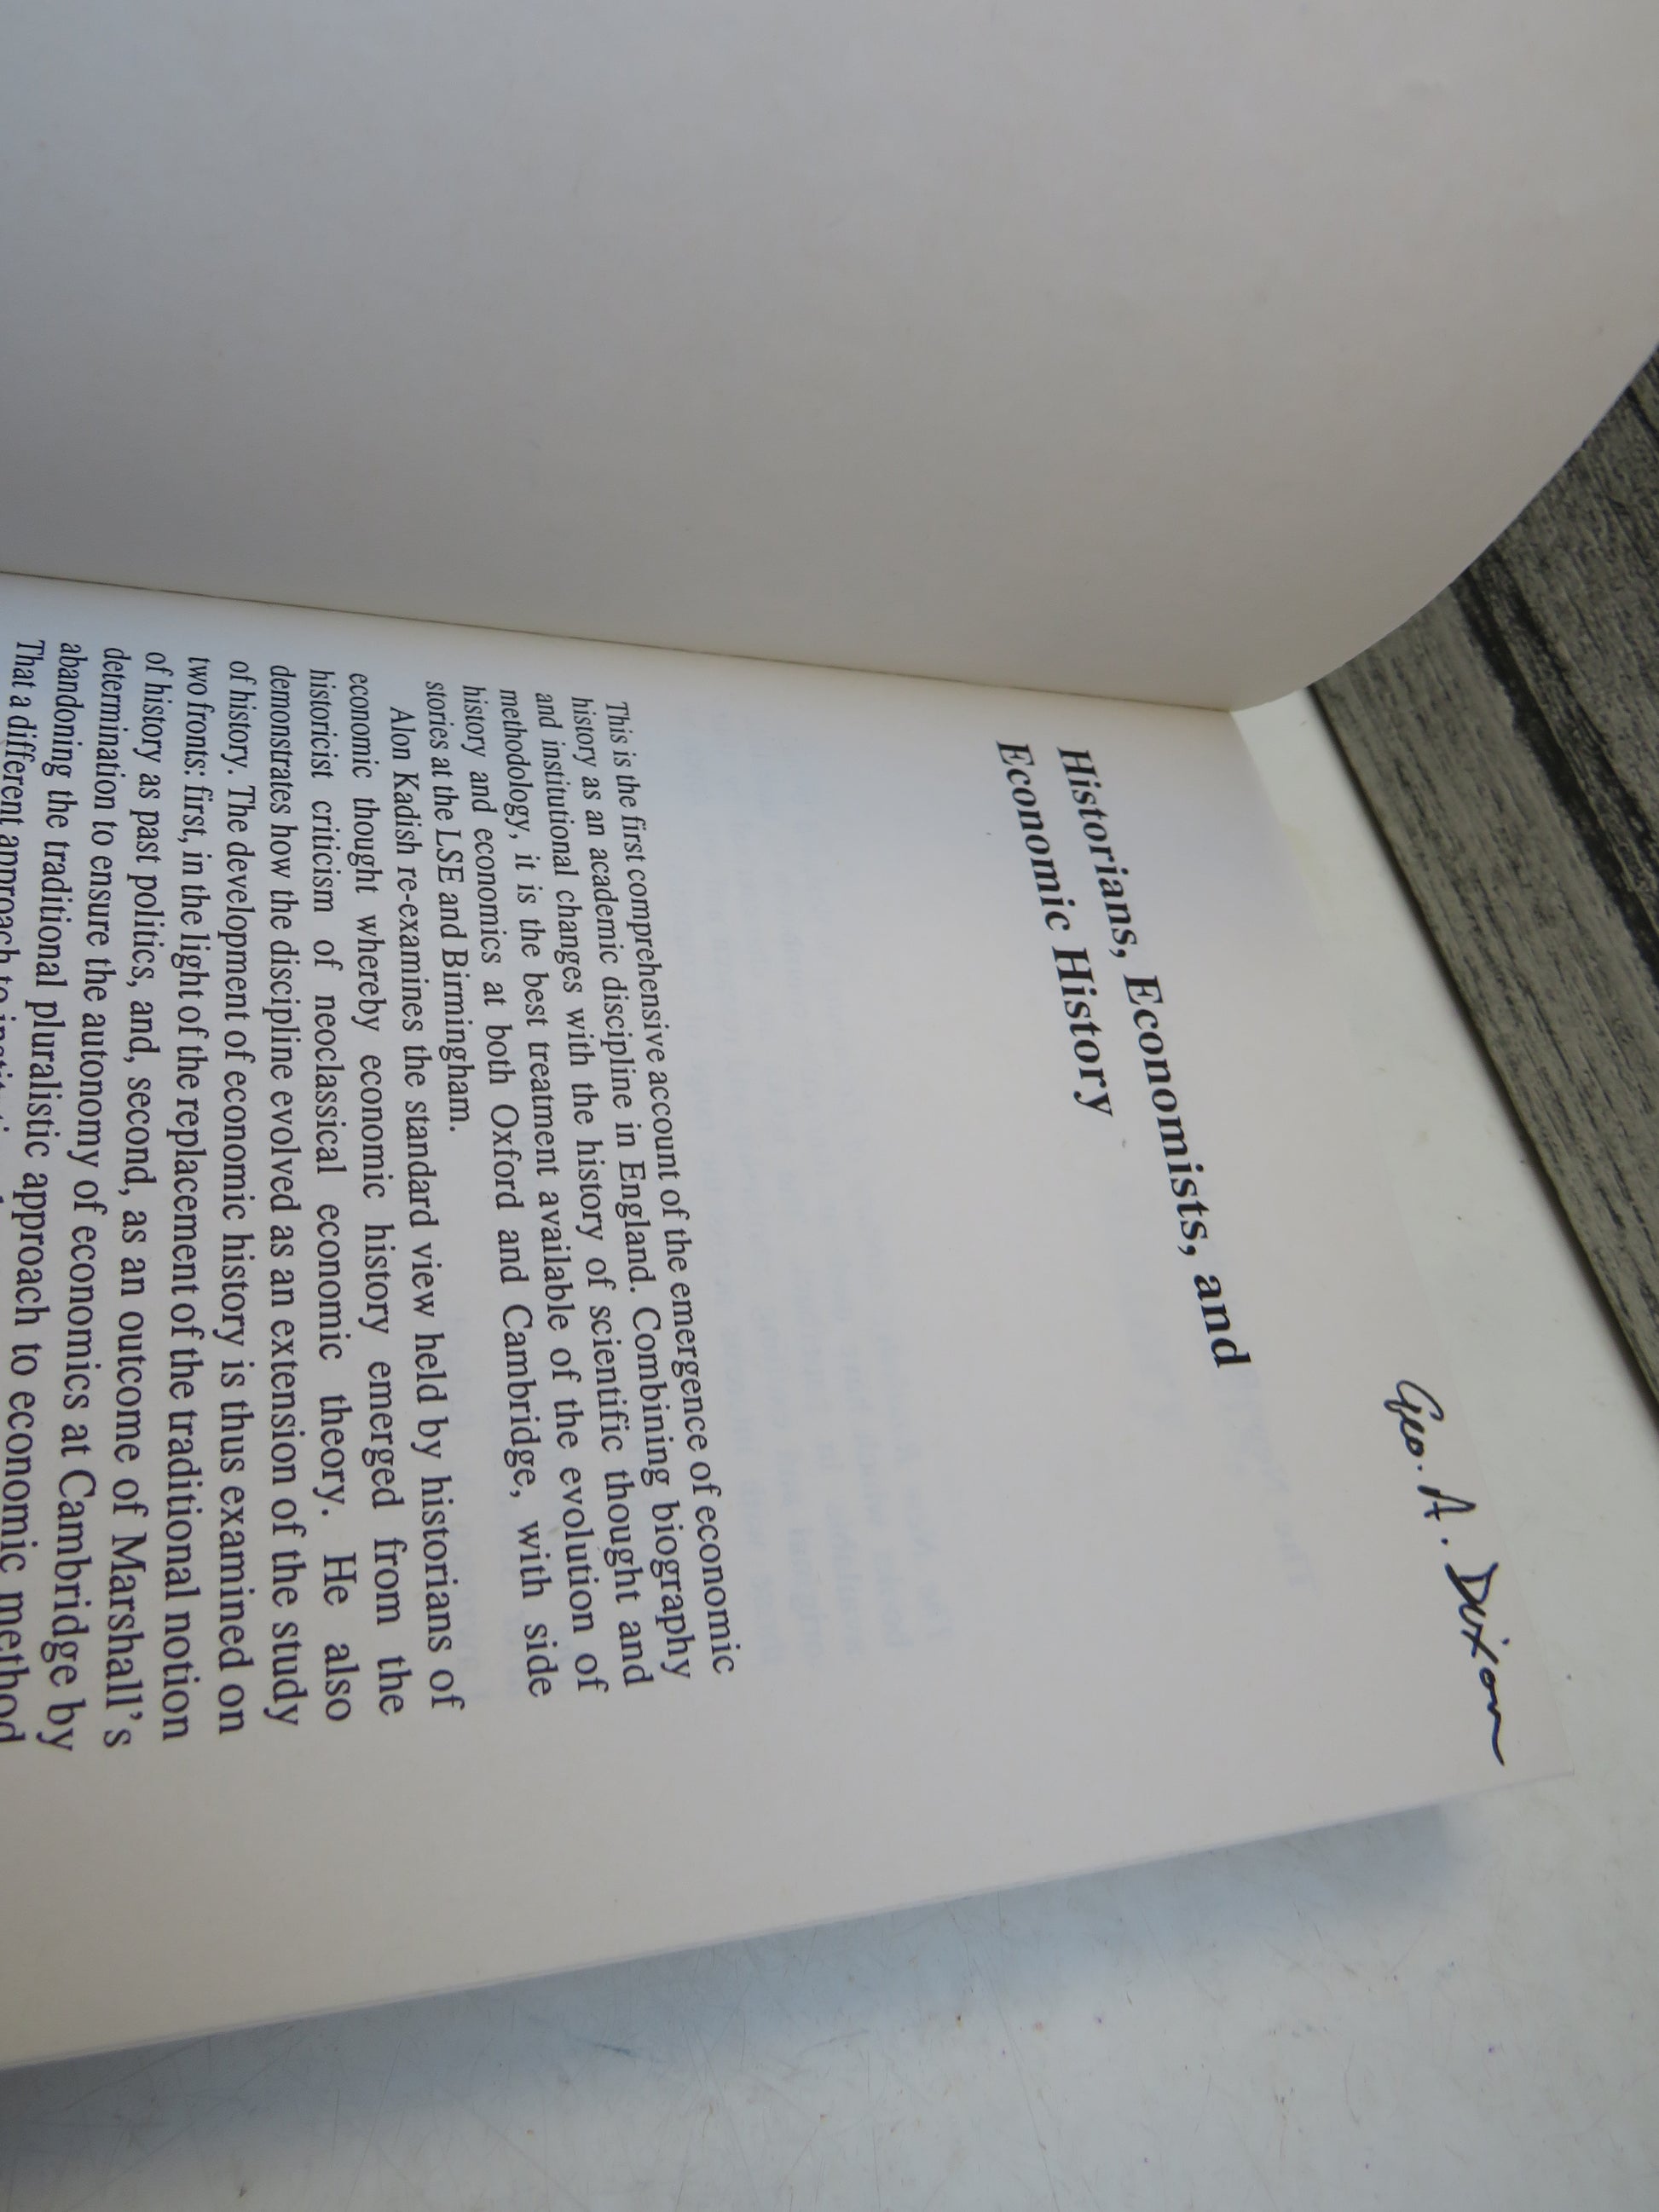 Geo. A. Dixon
Historians, Economists, and
Economic History
This is the first comprehensive account of the emergence of economic
history as an academic discipline in England. Combining biography
and institutional changes with the history of scientific thought and
methodology, it is the best treatment available of the evolution of
history and economics at both Oxford and Cambridge, with side
stories at the LSE and Birmingham.
Alon Kadish re-examines the standard view held by historians of
economic thought whereby economic history emerged from the
historicist criticism of neoclassical economic theory. He also
demonstrates how the discipline evolved as an extension of the study
of history. The development of economic history is thus examined on
two fronts: first, in the light of the replacement of the traditional notion
of history as past politics, and, second, as an outcome of Marshall's
determination to ensure the autonomy of economics at Cambridge by
abandoning the traditional pluralistic approach to economic method
That a different approach to